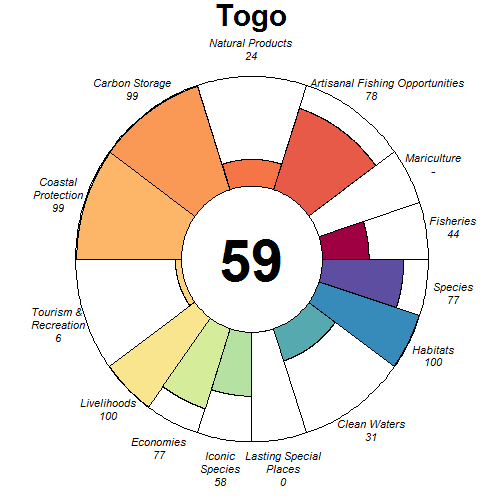 Togo
Natural Products
24
Carbon Storage
99
Artisanal Fishing Opportunities
78
Mariculture
-
Coastal
Protection
99
Fisheries
44
59
Species
77
Tourism &
Recreation
6
Habitats
100
Livelihoods
100
Clean Waters
31
Economies
77
Iconic
Species
58
Lasting Special
Places
0